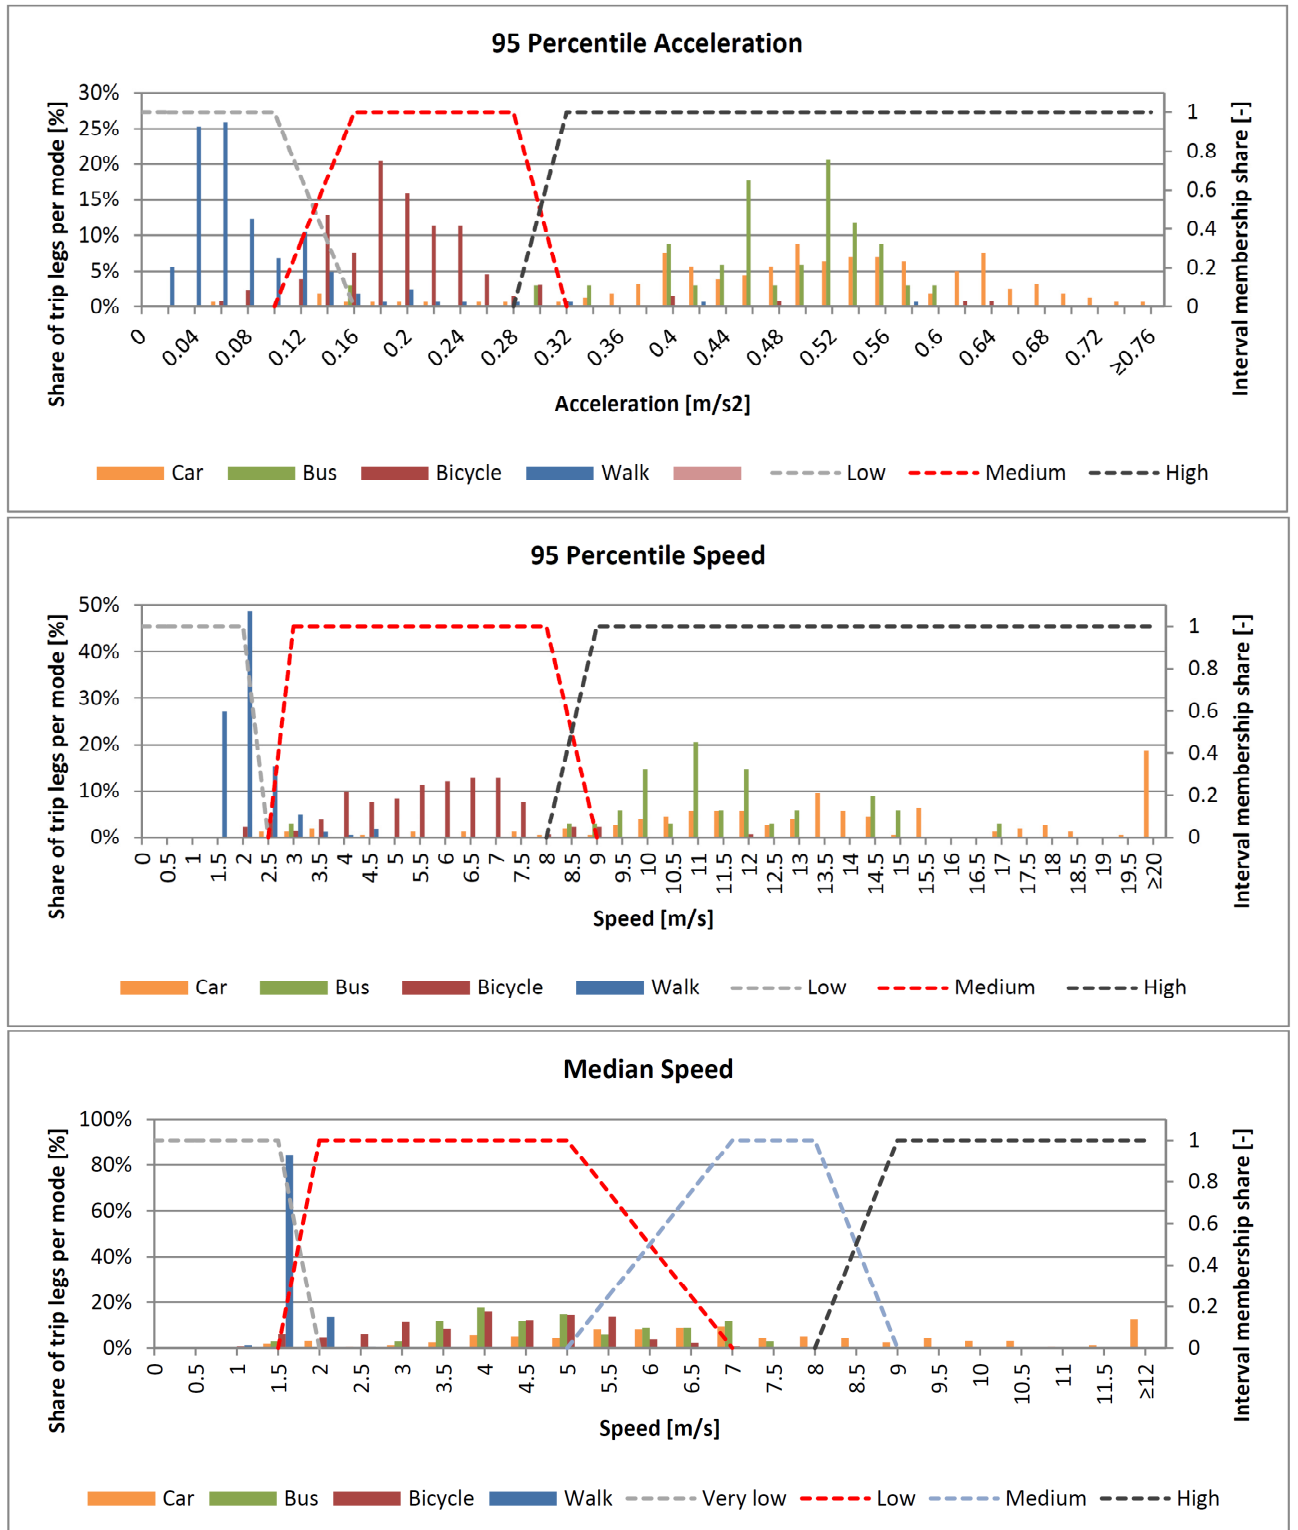 95 Percentile Acceleration
Share of trip legs per mode [%]
30%
25%
20%
15%
10%
5%
0%
1
0.8
0.6
0.4
0.2
0
Interval membership share [-]
0 0.04 0.08 0.12 0.16 0.2 0.24 0.28 0.32 0.36 0.4 0.44 0.48 0.52 0.56 0.6 0.64 0.68 0.72 ≥0.76
Acceleration [m/s2]
Car Bus Bicycle Walk Low Medium High
95 Percentile Speed
Share of trip legs per mode [%]
50%
40%
30%
20%
10%
0%
1
0.8
0.6
0.4
0.2
0
Interval membership share [-]
0 0.5 1 1.5 2 2.5 3 3.5 4 4.5 5 5.5 6 6.5 7 7.5 8 8.5 9 9.5 10 10.5 11 11.5 12 12.5 13 13.5 14 14.5 15 15.5 16 16.5 17 17.5 18 18.5 19 19.5 ≥20
Speed [m/s]
Car Bus Bicycle Walk Low Medium High
Median Speed
Share of trip legs per mode [%]
100%
80%
60%
40%
20%
0%
1
0.8
0.6
0.4
0.2
0
Interval membership share [-]
0 0.5 1 1.5 2 2.5 3 3.5 4 4.5 5 5.5 6 6.5 7 7.5 8 8.5 9 9.5 10 10.5 11 11.5 ≥12
Speed [m/s]
Car Bus Bicycle Walk Very low Low Medium High